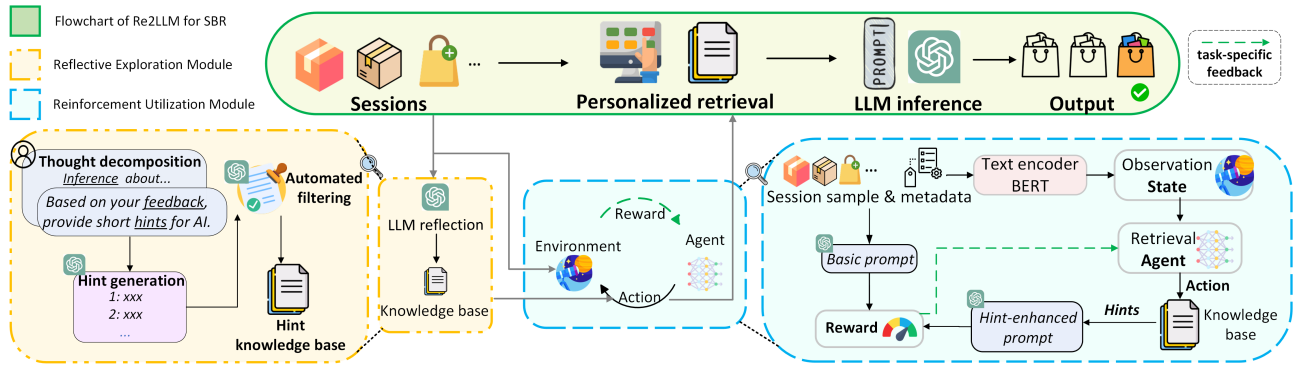 Flowchart of Re2LLM for SBR
Reflective Exploration Module
Reinforcement Utilization Module
Sessions
...
Personalized retrieval
PROMPT
LLM inference
Output
task-specific
feedback
Thought decomposition
Inference about...
Based on your feedback,
provide short hints for AI.
Hint generation
1: xxx
2: xxx
...
Automated
filtering
Hint
knowledge base
LLM reflection
Knowledge base
Reward
Environment
Agent
Action
...
Session sample & metadata
Text encoder
BERT
Observation
State
Basic prompt
Retrieval
Agent
Action
Reward
Hint-enhanced
prompt
Hints
Knowledge
base